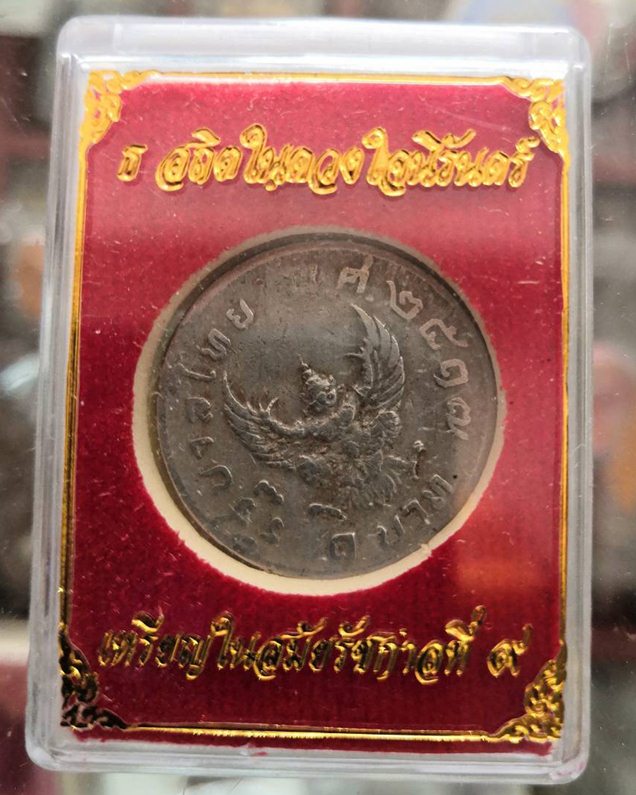 ธ สถิตในดวงใจนิรันดร์
รัฐบาลไทย พ.ศ. ๒๕๑๗
๑ บาท
เหรียญในสมัยรัชกาลที่ ๙